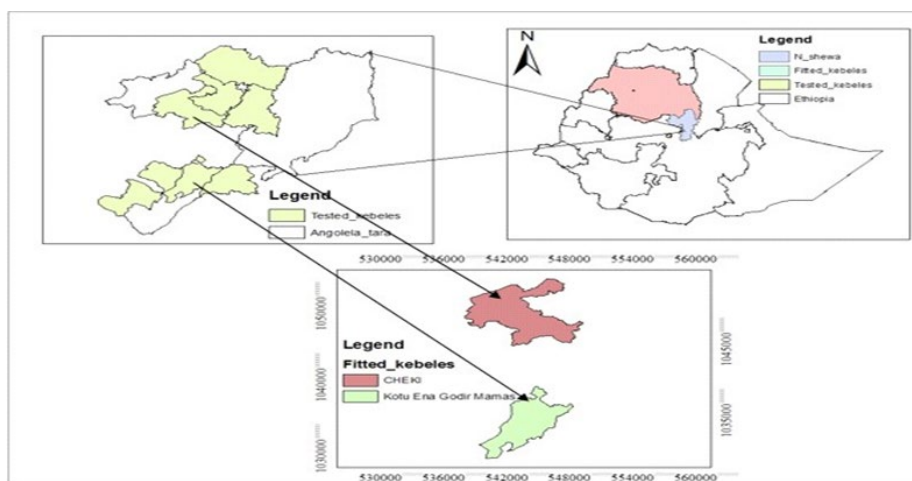 N
Legend
N_shewa
Fitted_kebeles
Tested_kebeles
Ethiopia
Legend
Tested_kebeles
Angolela_tara
530000 536000 542000 548000 554000 560000
1050000
1040000
1030000
Legend
Fitted_kebeles
CHEKI
Kotu Ena Godir Mamas
1045000
1035000
530000 536000 542000 548000 554000 560000